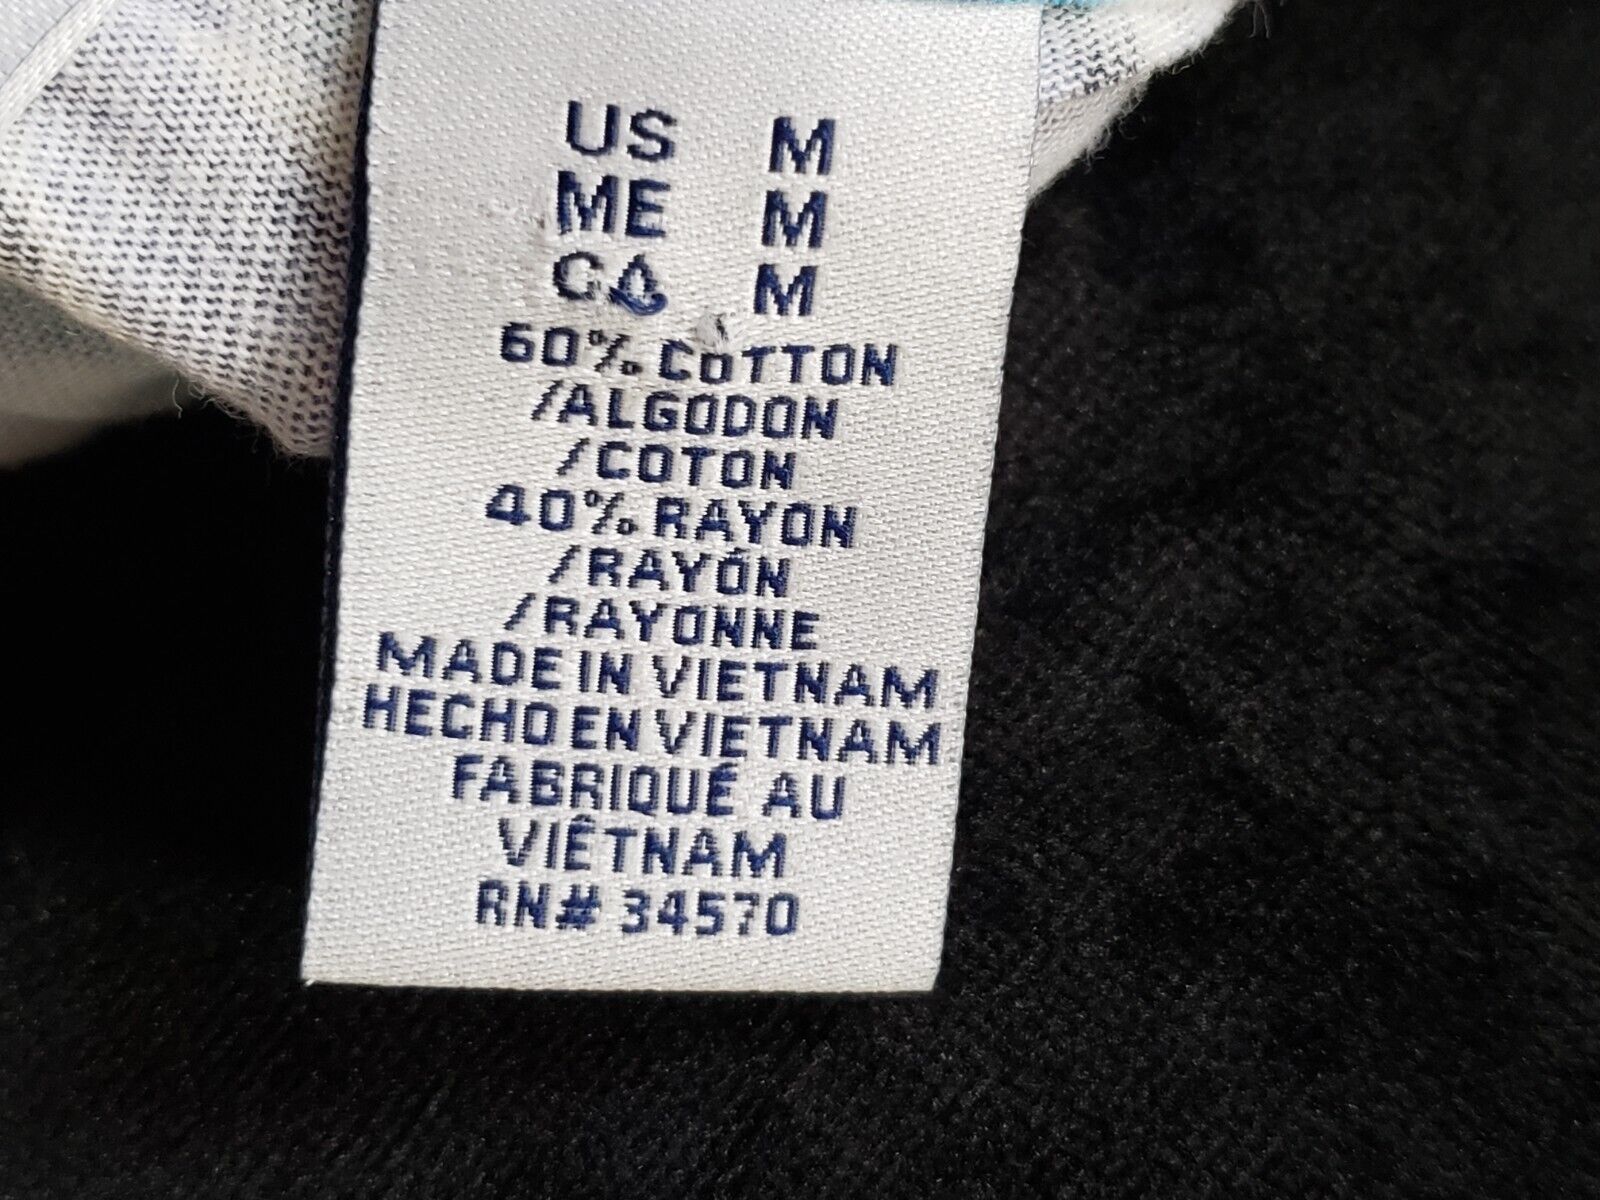 US M
ME M
CA M
60% COTTON
/ALGODON
/COTON
40% RAYON
/RAYÓN
/RAYONNE
MADE IN VIETNAM
HECHO EN VIETNAM
FABRIQUÉ AU
VIÊTNAM
RN# 34570